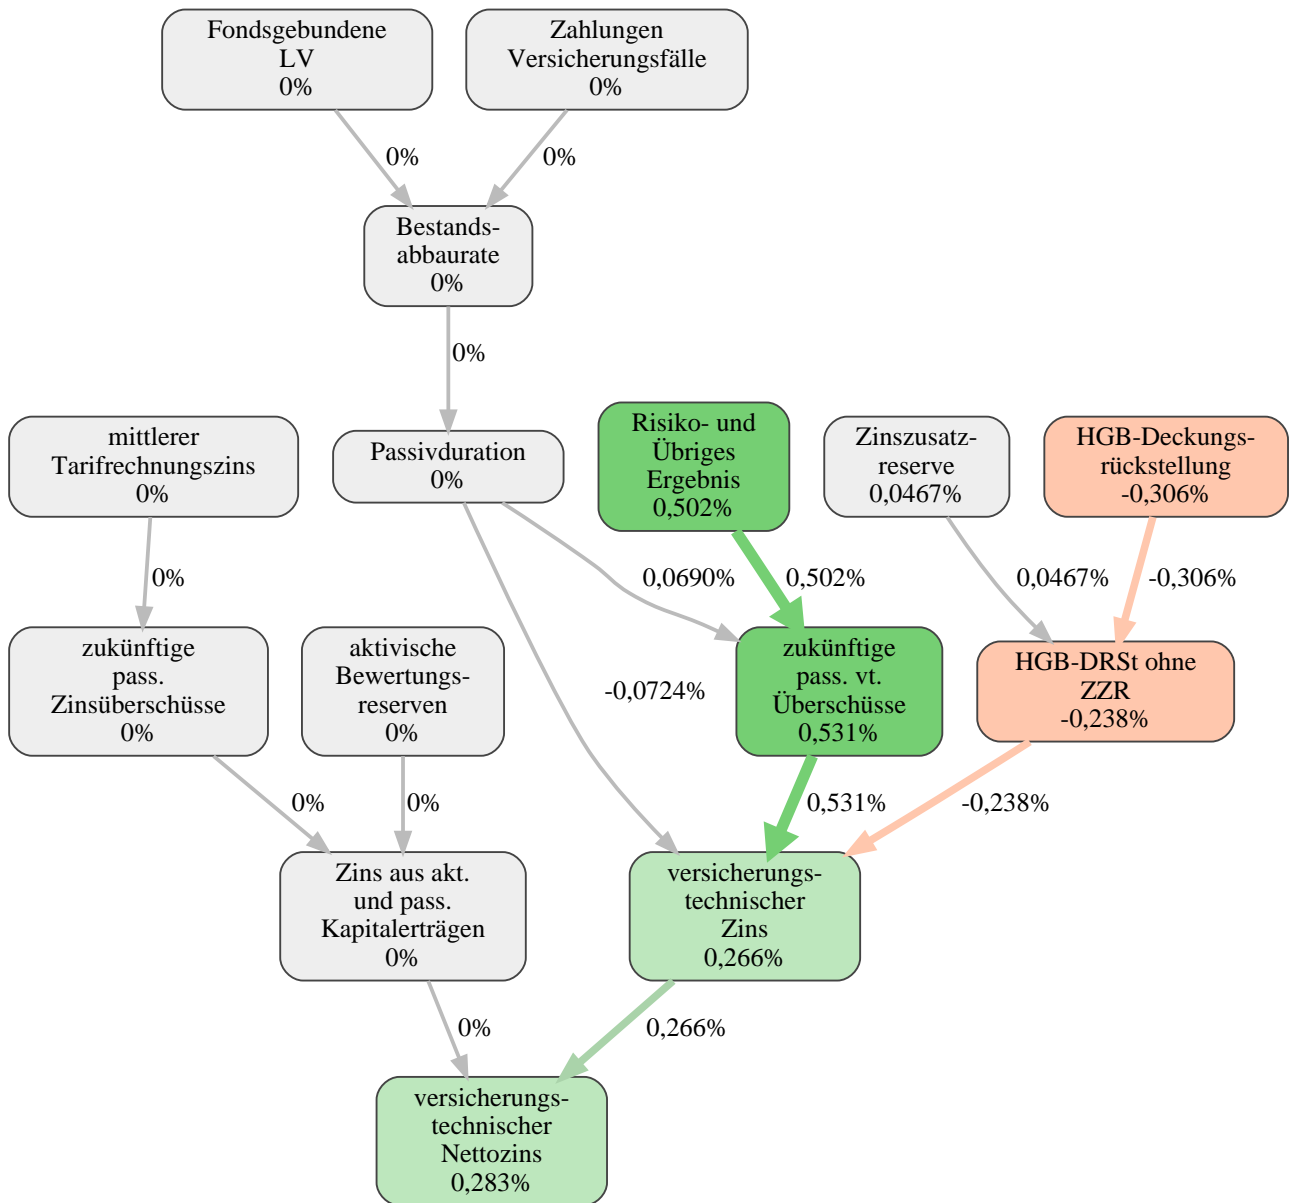 Fondsgebundene
LV
0%
Zahlungen
Versicherungsfälle
0%
0%
0%
Bestands-
abbaurate
0%
0%
mittlerer
Tarifrechnungszins
0%
Passivduration
0%
Risiko- und
Übriges
Ergebnis
0,502%
Zinszusatz-
reserve
0,0467%
HGB-Deckungs-
rückstellung
-0,306%
0%
0,0690%
0,502%
0,0467%
-0,306%
zukünftige
pass.
Zinsüberschüsse
0%
aktivische
Bewertungs-
reserven
0%
-0,0724%
zukünftige
pass. vt.
Überschüsse
0,531%
HGB-DRSt ohne
ZZR
-0,238%
0%
0%
0,531%
-0,238%
Zins aus akt.
und pass.
Kapitalerträgen
0%
versicherungs-
technischer
Zins
0,266%
0%
0,266%
versicherungs-
technischer
Nettozins
0,283%